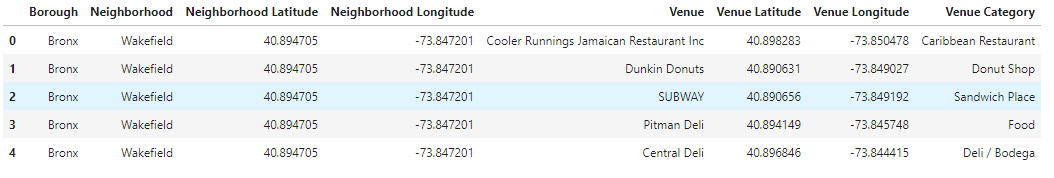 Borough Neighborhood Neighborhood Latitude Neighborhood Longitude Venue Venue Latitude Venue Longitude Venue Category
0 Bronx Wakefield 40.894705 -73.847201 Cooler Runnings Jamaican Restaurant Inc 40.898283 -73.850478 Caribbean Restaurant
1 Bronx Wakefield 40.894705 -73.847201 Dunkin Donuts 40.890631 -73.849027 Donut Shop
2 Bronx Wakefield 40.894705 -73.847201 SUBWAY 40.890656 -73.849192 Sandwich Place
3 Bronx Wakefield 40.894705 -73.847201 Pitman Deli 40.894149 -73.845748 Food
4 Bronx Wakefield 40.894705 -73.847201 Central Deli 40.896846 -73.844415 Deli / Bodega